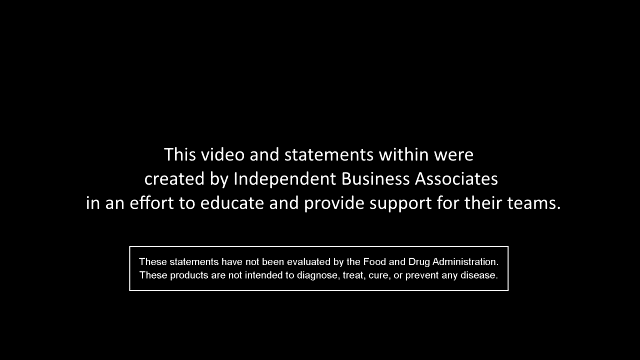 This video and statements within were
created by Independent Business Associates
in an effort to educate and provide support for their teams.
These statements have not been evaluated by the Food and Drug Administration.
These products are not intended to diagnose, treat, cure, or prevent any disease.